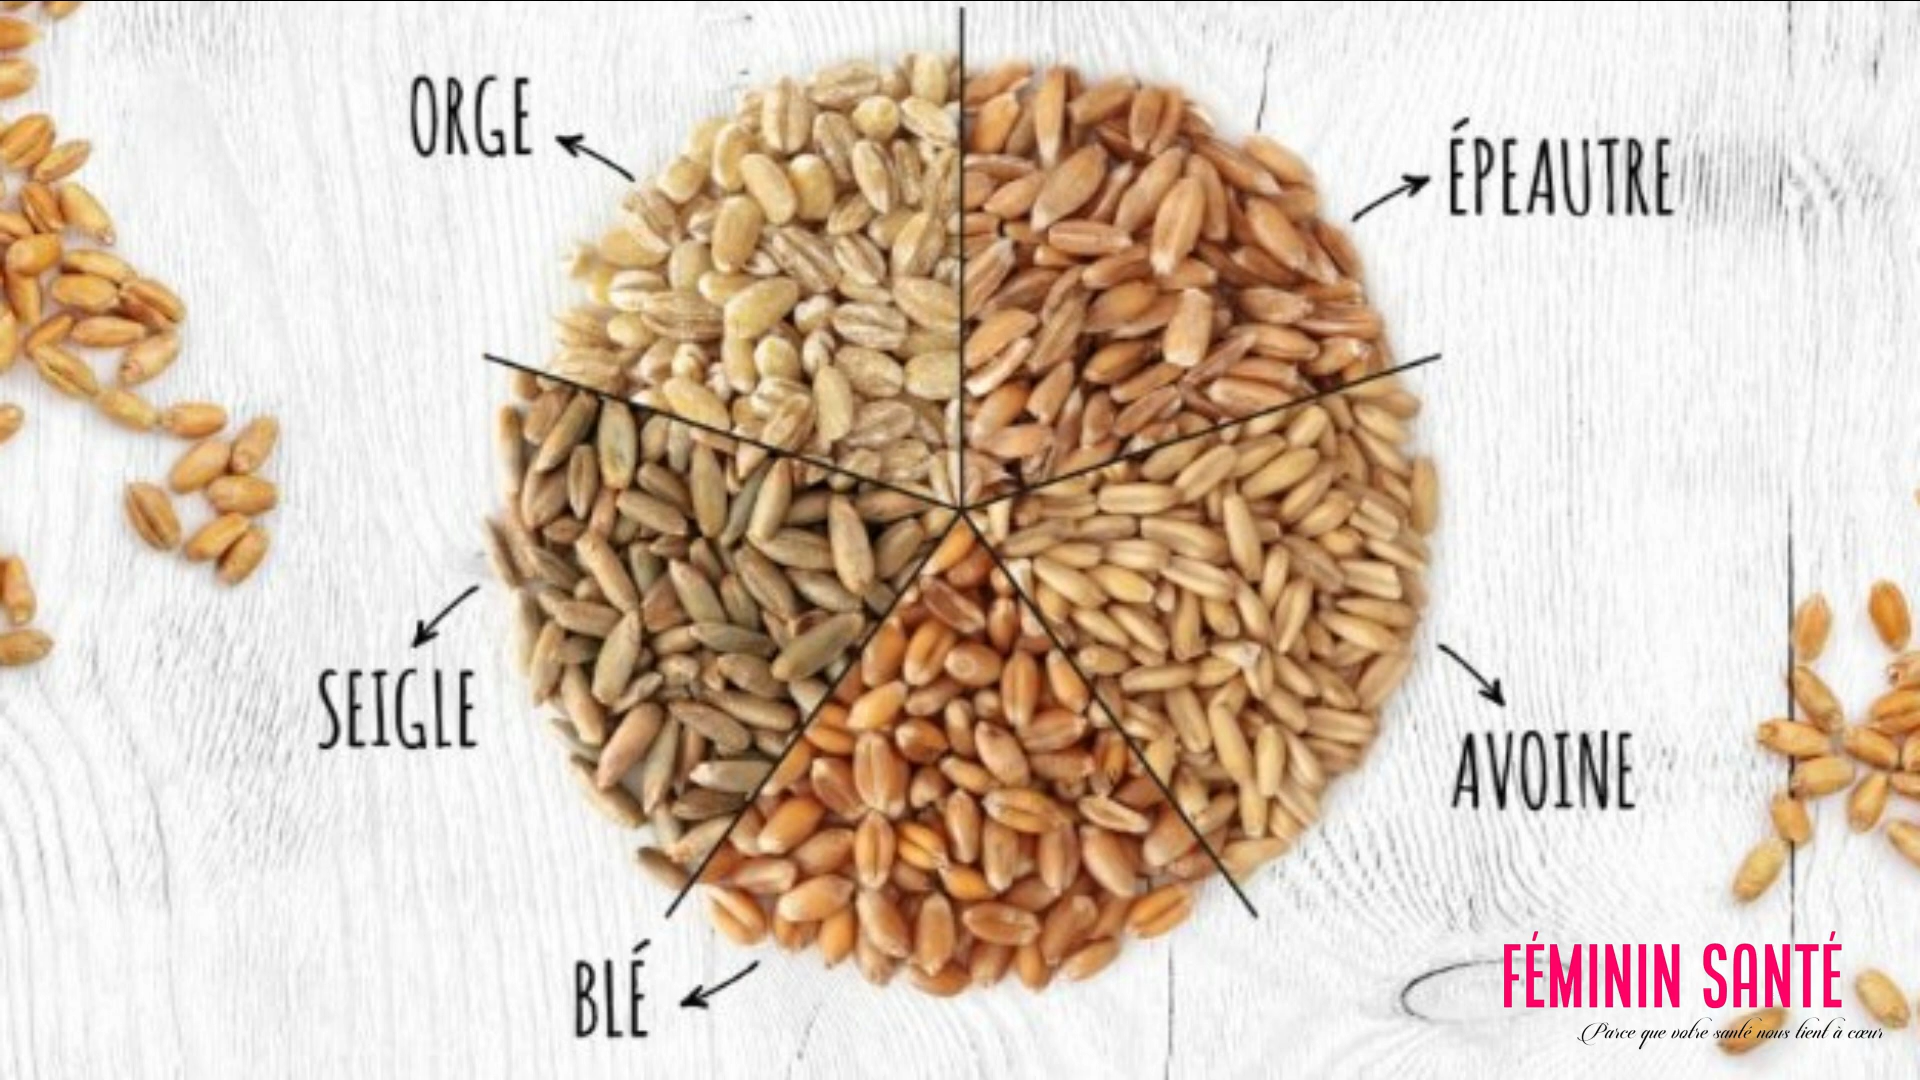 ORGE
ÉPEAUTRE
SEIGLE
AVOINE
BLÉ
FÉMININ SANTÉ
Parce que votre santé nous tient à cœur